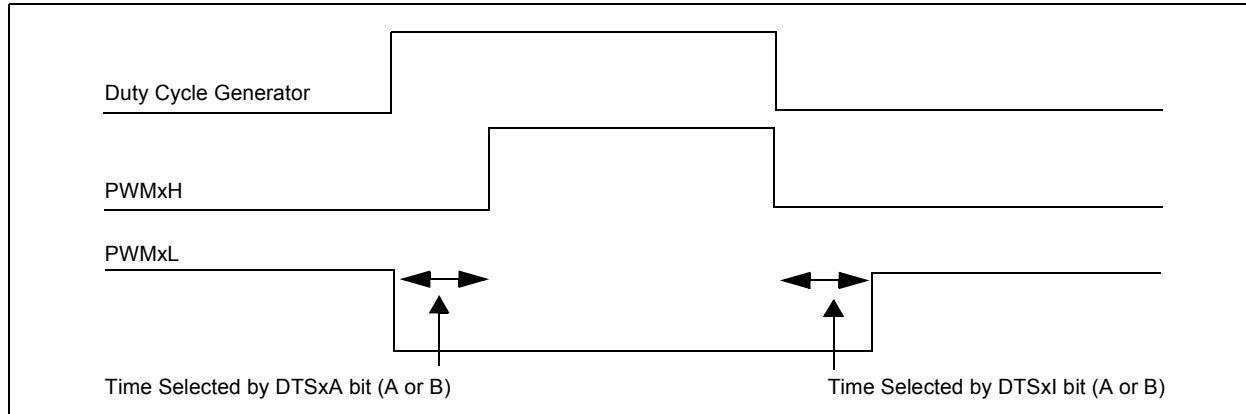 Duty Cycle Generator
PWMxH
PWMxL
Time Selected by DTSxA bit (A or B)
Time Selected by DTSxI bit (A or B)